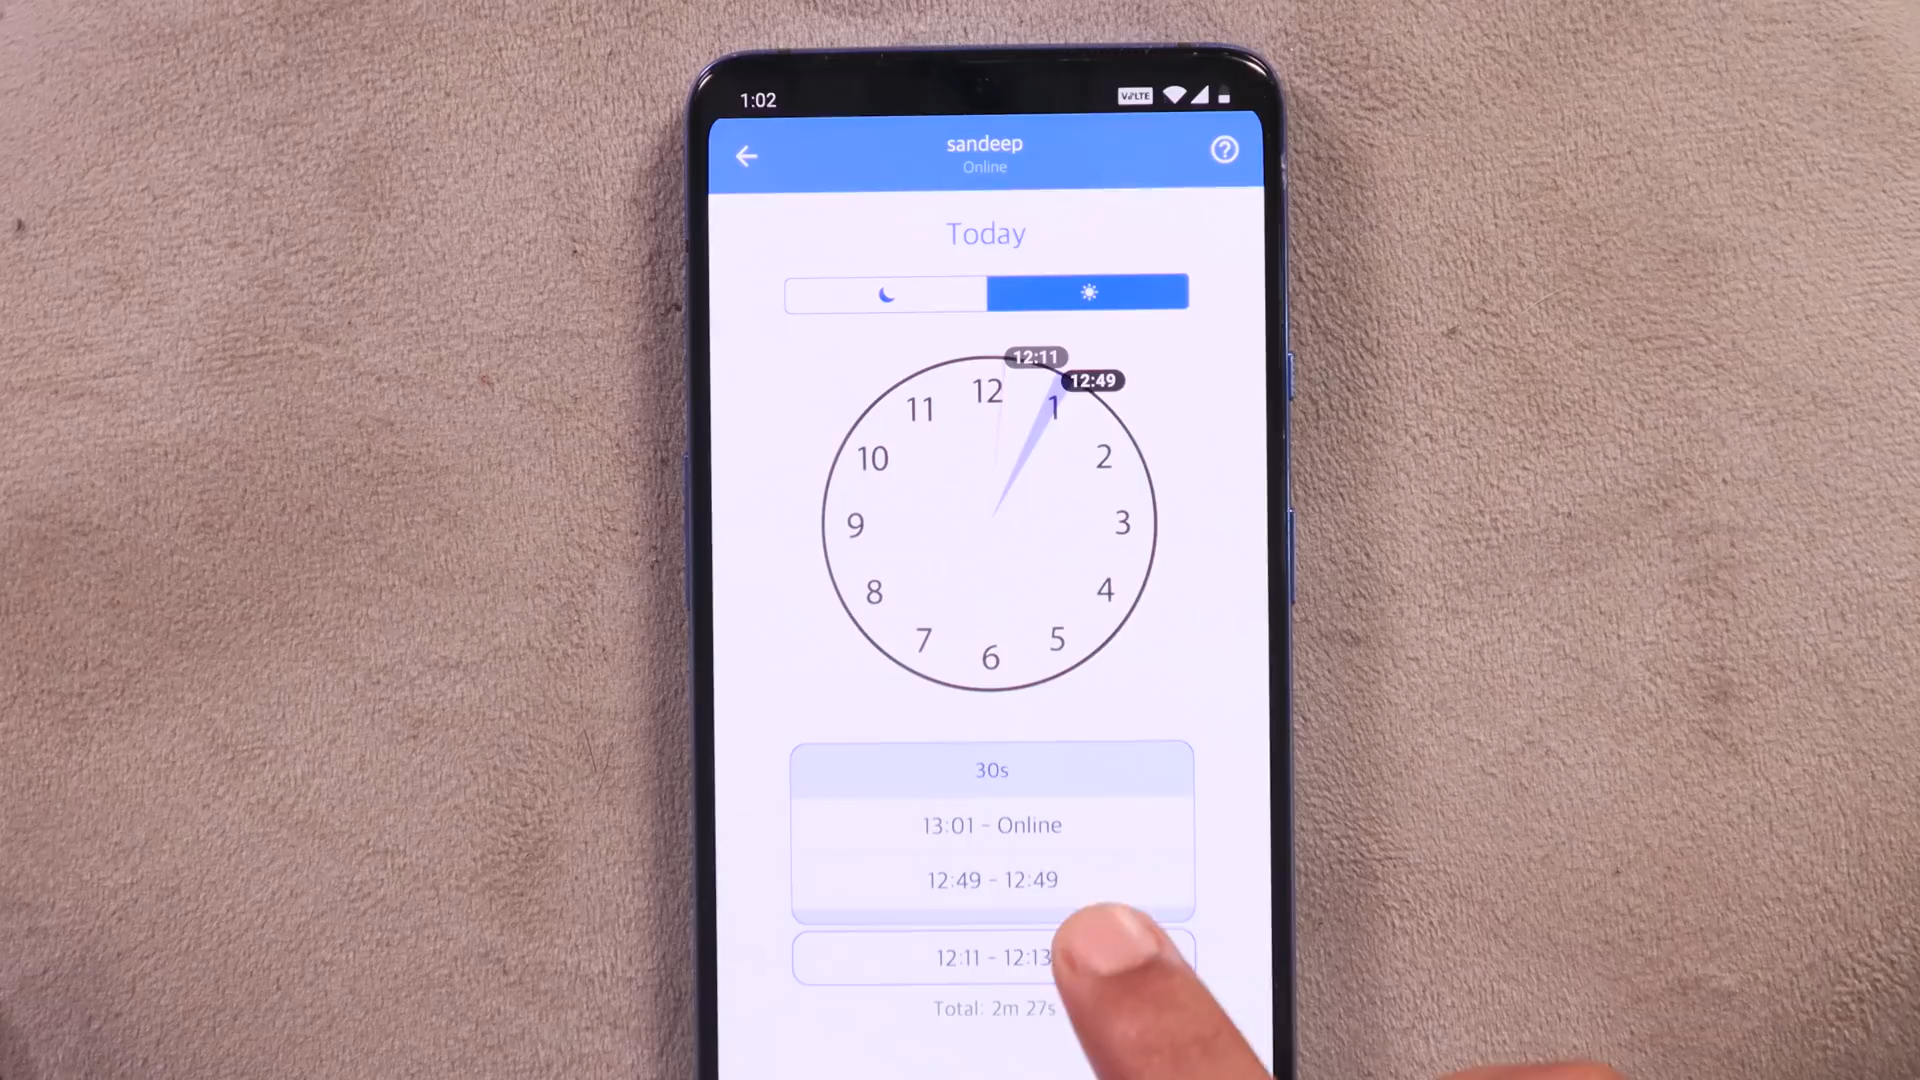 1:02
VoLTE
sandeep
Online
Today
12:11
12:49
12
1
2
3
4
5
6
7
8
9
10
11
30s
13:01 - Online
12:49 - 12:49
12:11 - 12:13
Total: 2m 27s